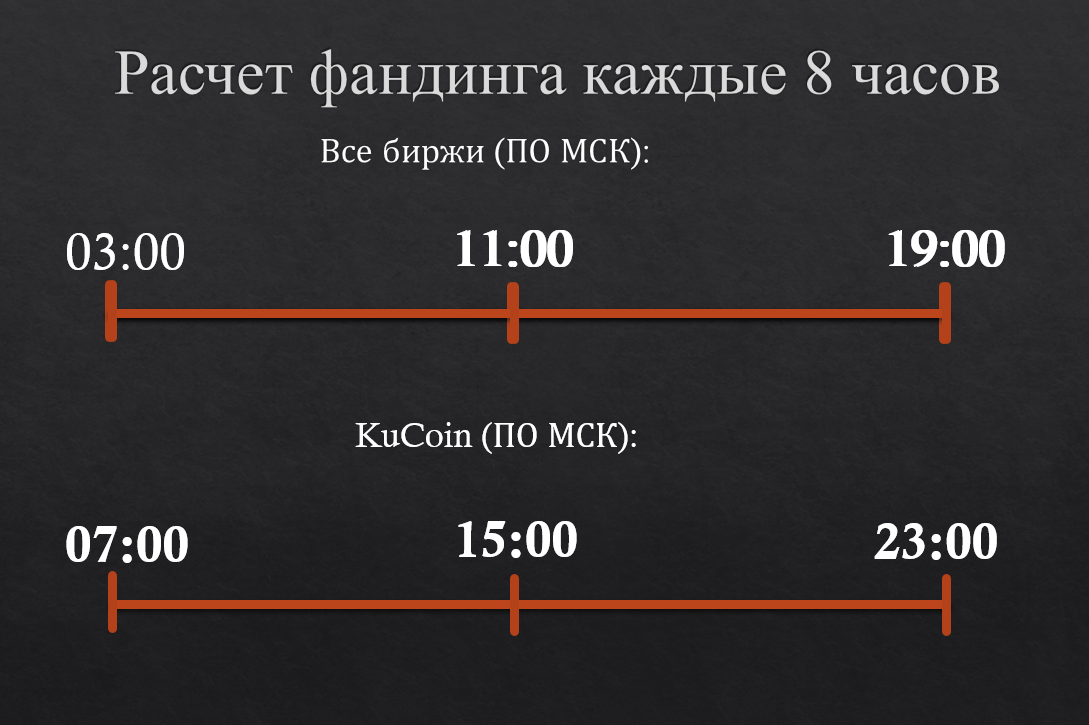 Расчет фандинга каждые 8 часов
Все биржи (ПО МСК):
03:00 11:00 19:00
KuCoin (ПО МСК):
07:00 15:00 23:00